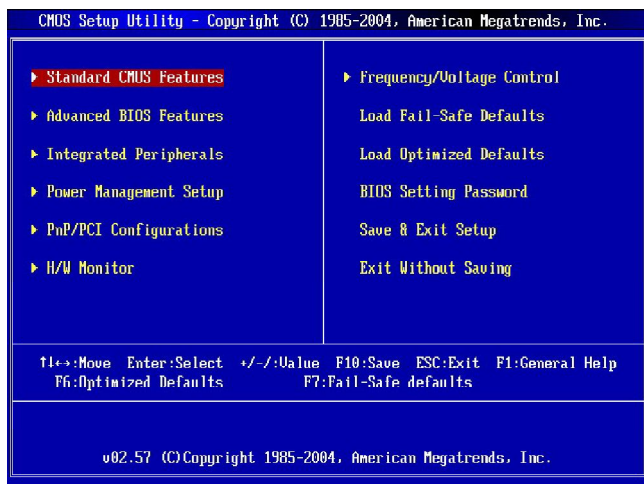 CMOS Setup Utility - Copyright (C) 1985-2004, American Megatrends, Inc.
Standard CMOS Features
Advanced BIOS Features
Integrated Peripherals
Power Management Setup
PnP/PCI Configurations
H/W Monitor
Frequency/Voltage Control
Load Fail-Safe Defaults
Load Optimized Defaults
BIOS Setting Password
Save & Exit Setup
Exit Without Saving
↑↓←→:Move Enter:Select +/-/:Value F10:Save ESC:Exit F1:General Help
F6:Optimized Defaults F7:Fail-Safe defaults
v02.57 (C)Copyright 1985-2004, American Megatrends, Inc.